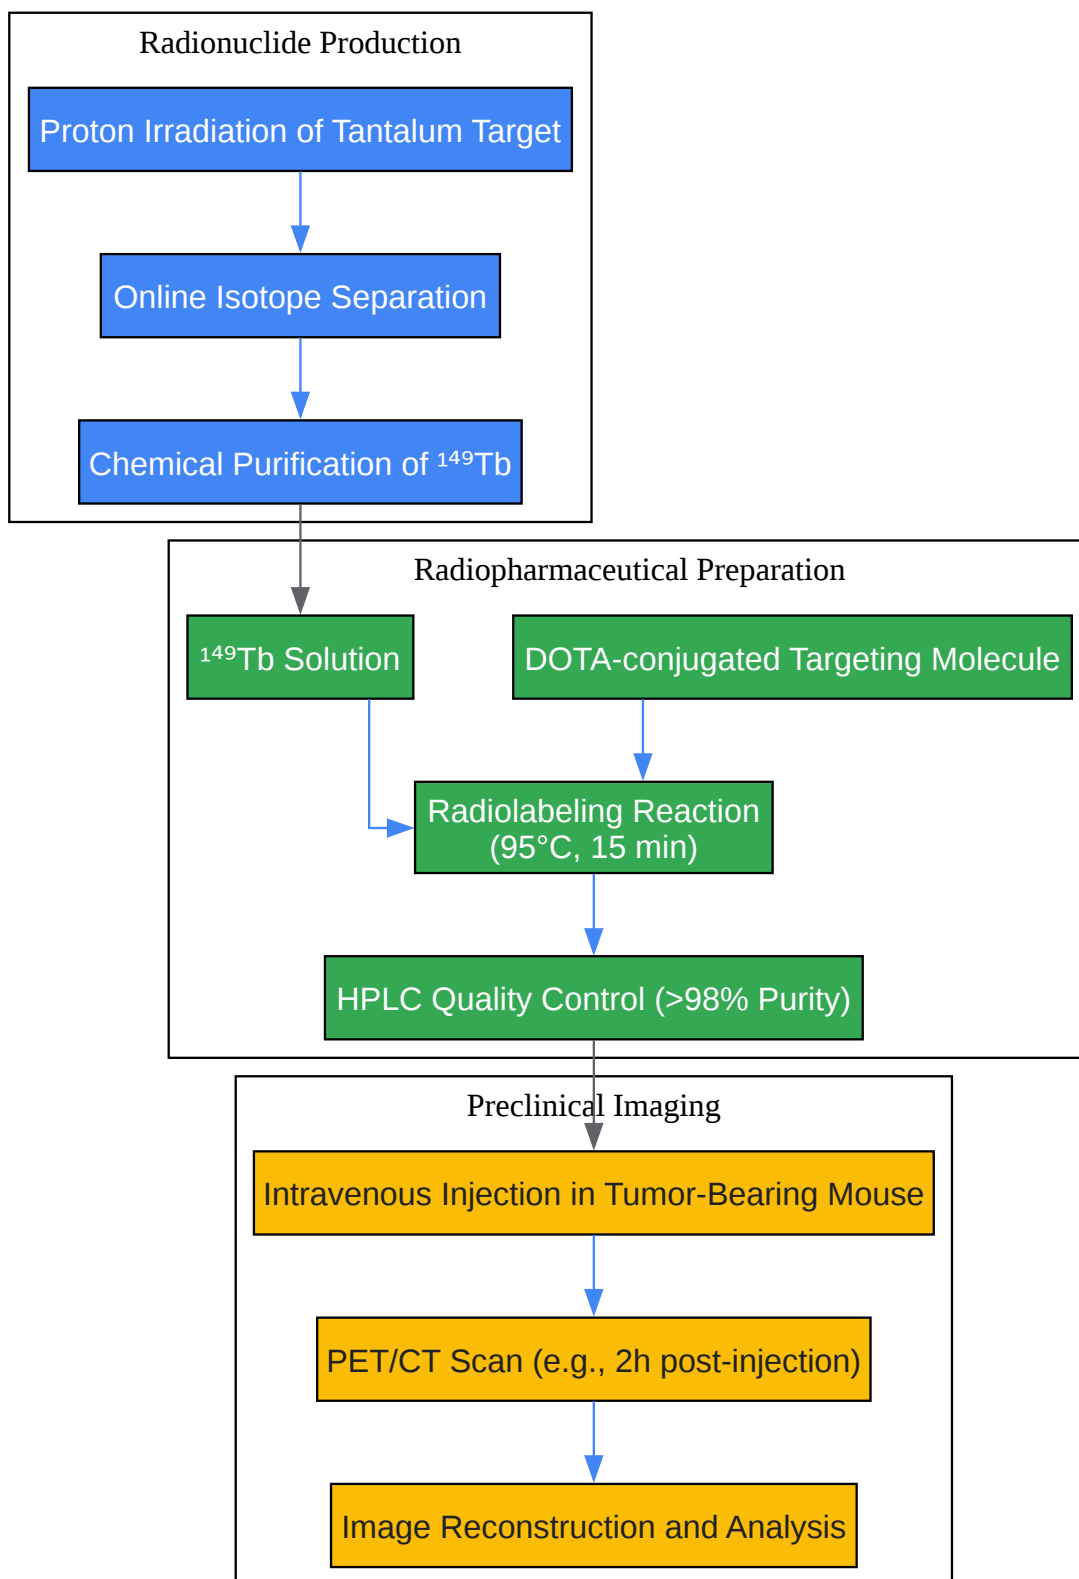 Radionuclide Production
Proton Irradiation of Tantalum Target
Online Isotope Separation
Chemical Purification of ¹⁴⁹Tb
Radiopharmaceutical Preparation
¹⁴⁹Tb Solution
DOTA-conjugated Targeting Molecule
Radiolabeling Reaction
(95°C, 15 min)
HPLC Quality Control (>98% Purity)
Preclinical Imaging
Intravenous Injection in Tumor-Bearing Mouse
PET/CT Scan (e.g., 2h post-injection)
Image Reconstruction and Analysis